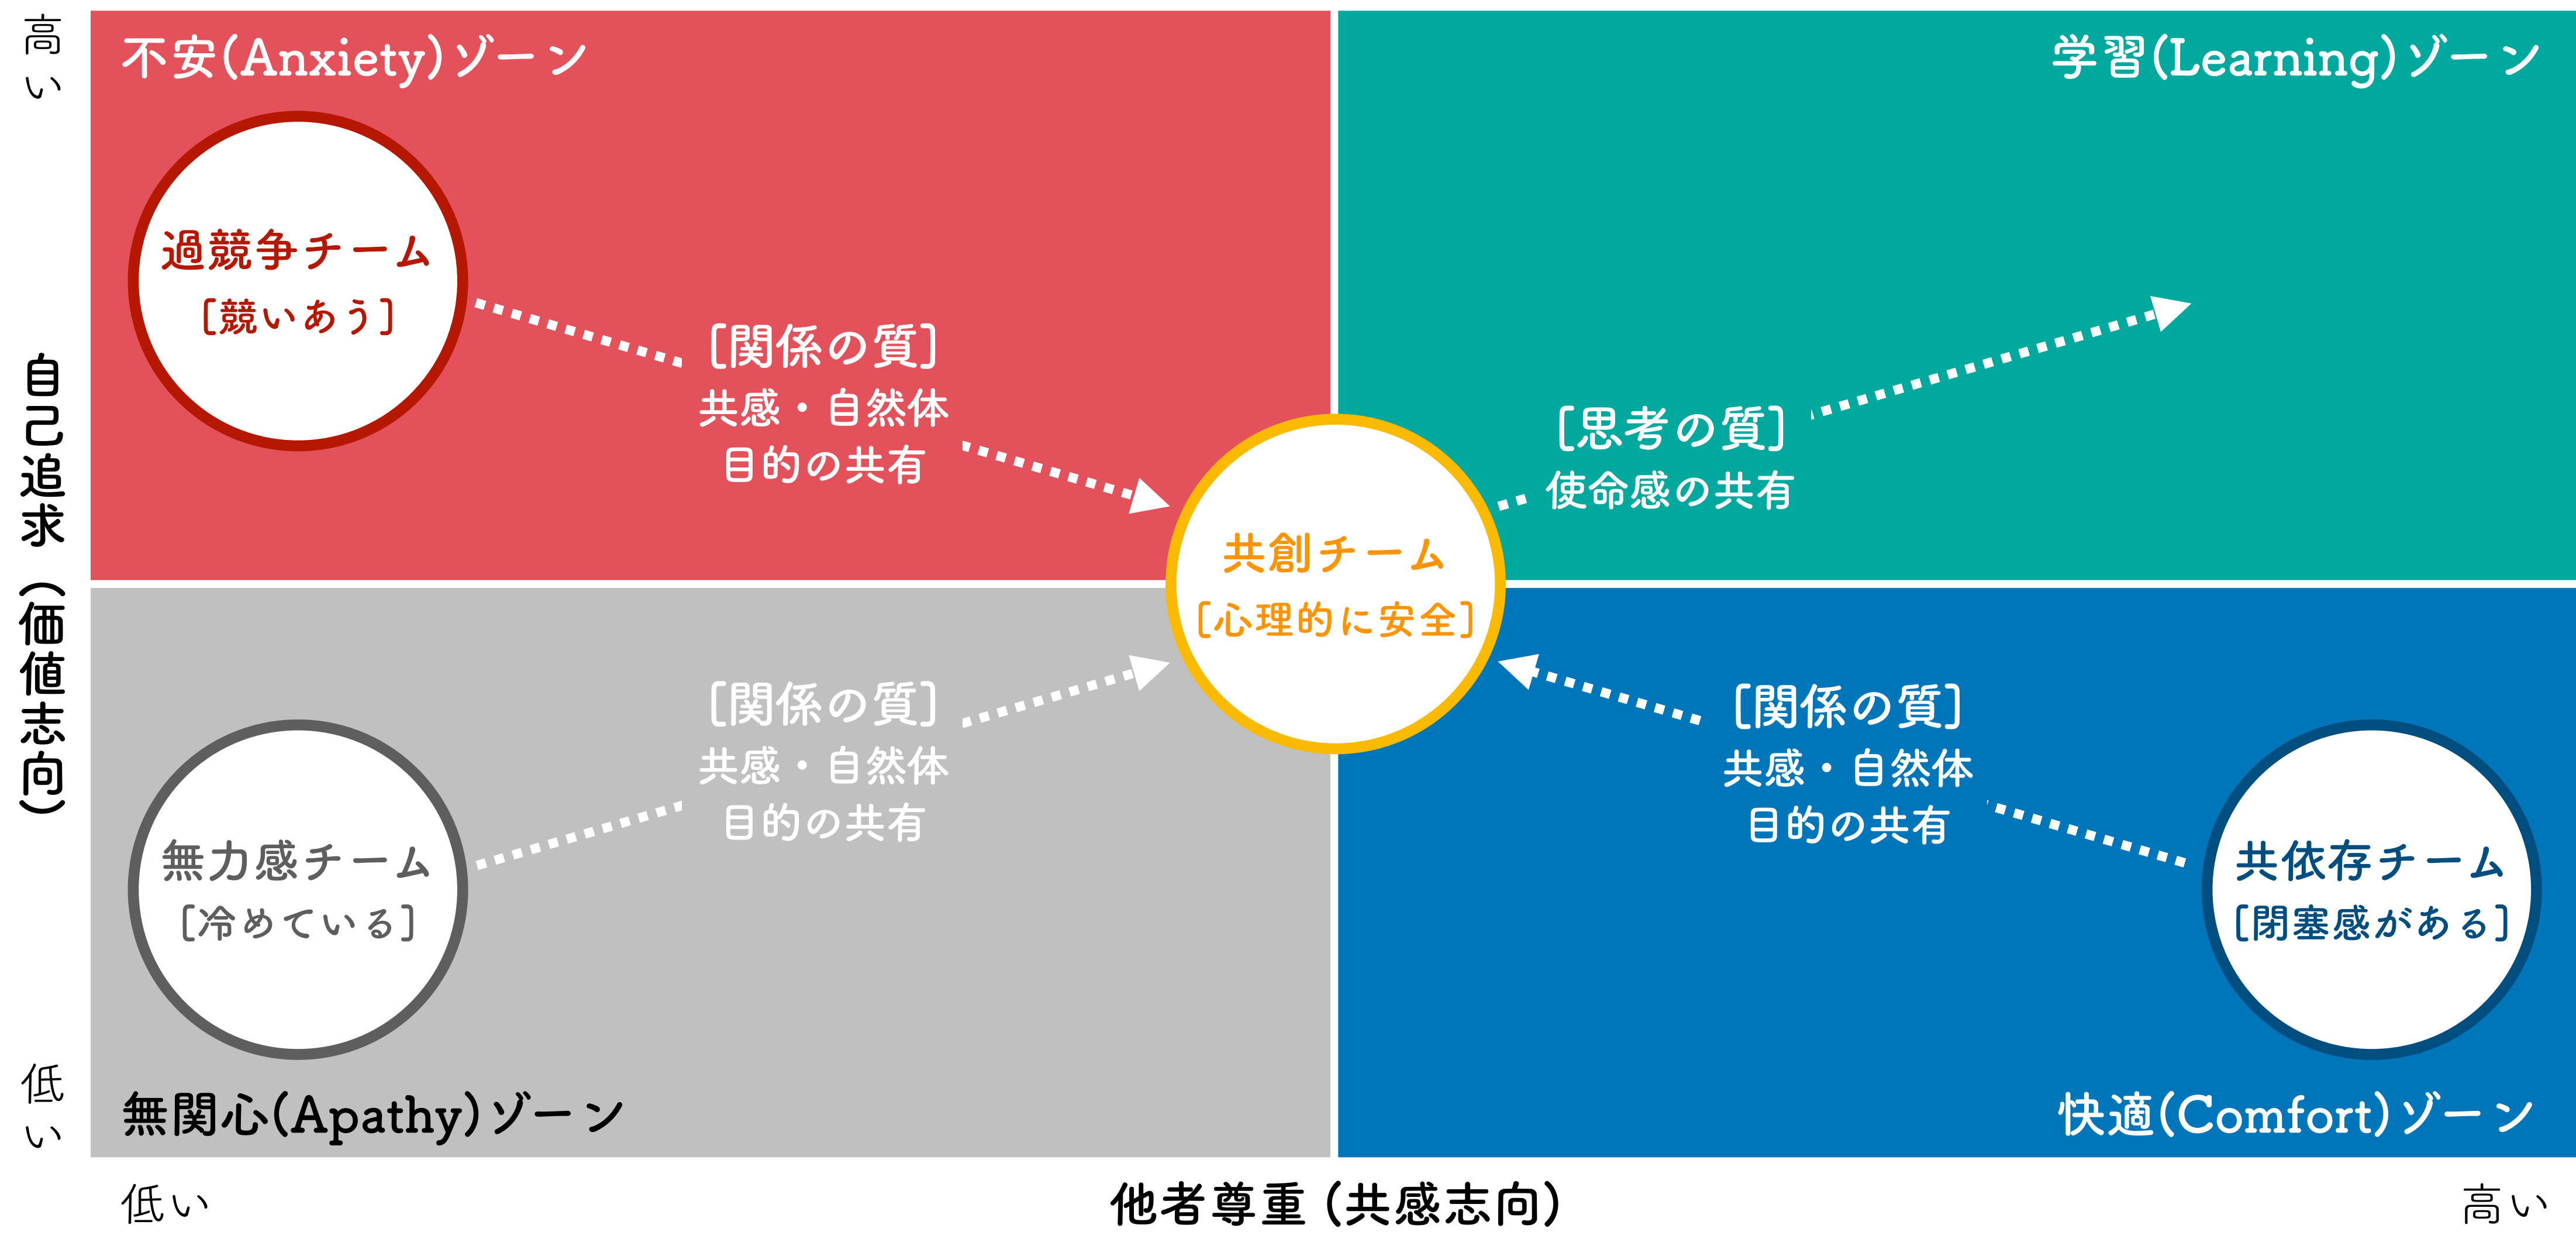 高い
不安(Anxiety)ゾーン
学習(Learning)ゾーン
過競争チーム
[競いあう]
[関係の質]
共感・自然体
目的の共有
[思考の質]
使命感の共有
自己追求(価値志向)
共創チーム
[心理的に安全]
[関係の質]
共感・自然体
目的の共有
[関係の質]
共感・自然体
目的の共有
無力感チーム
[冷めている]
共依存チーム
[閉塞感がある]
低い
無関心(Apathy)ゾーン
快適(Comfort)ゾーン
低い
他者尊重(共感志向)
高い